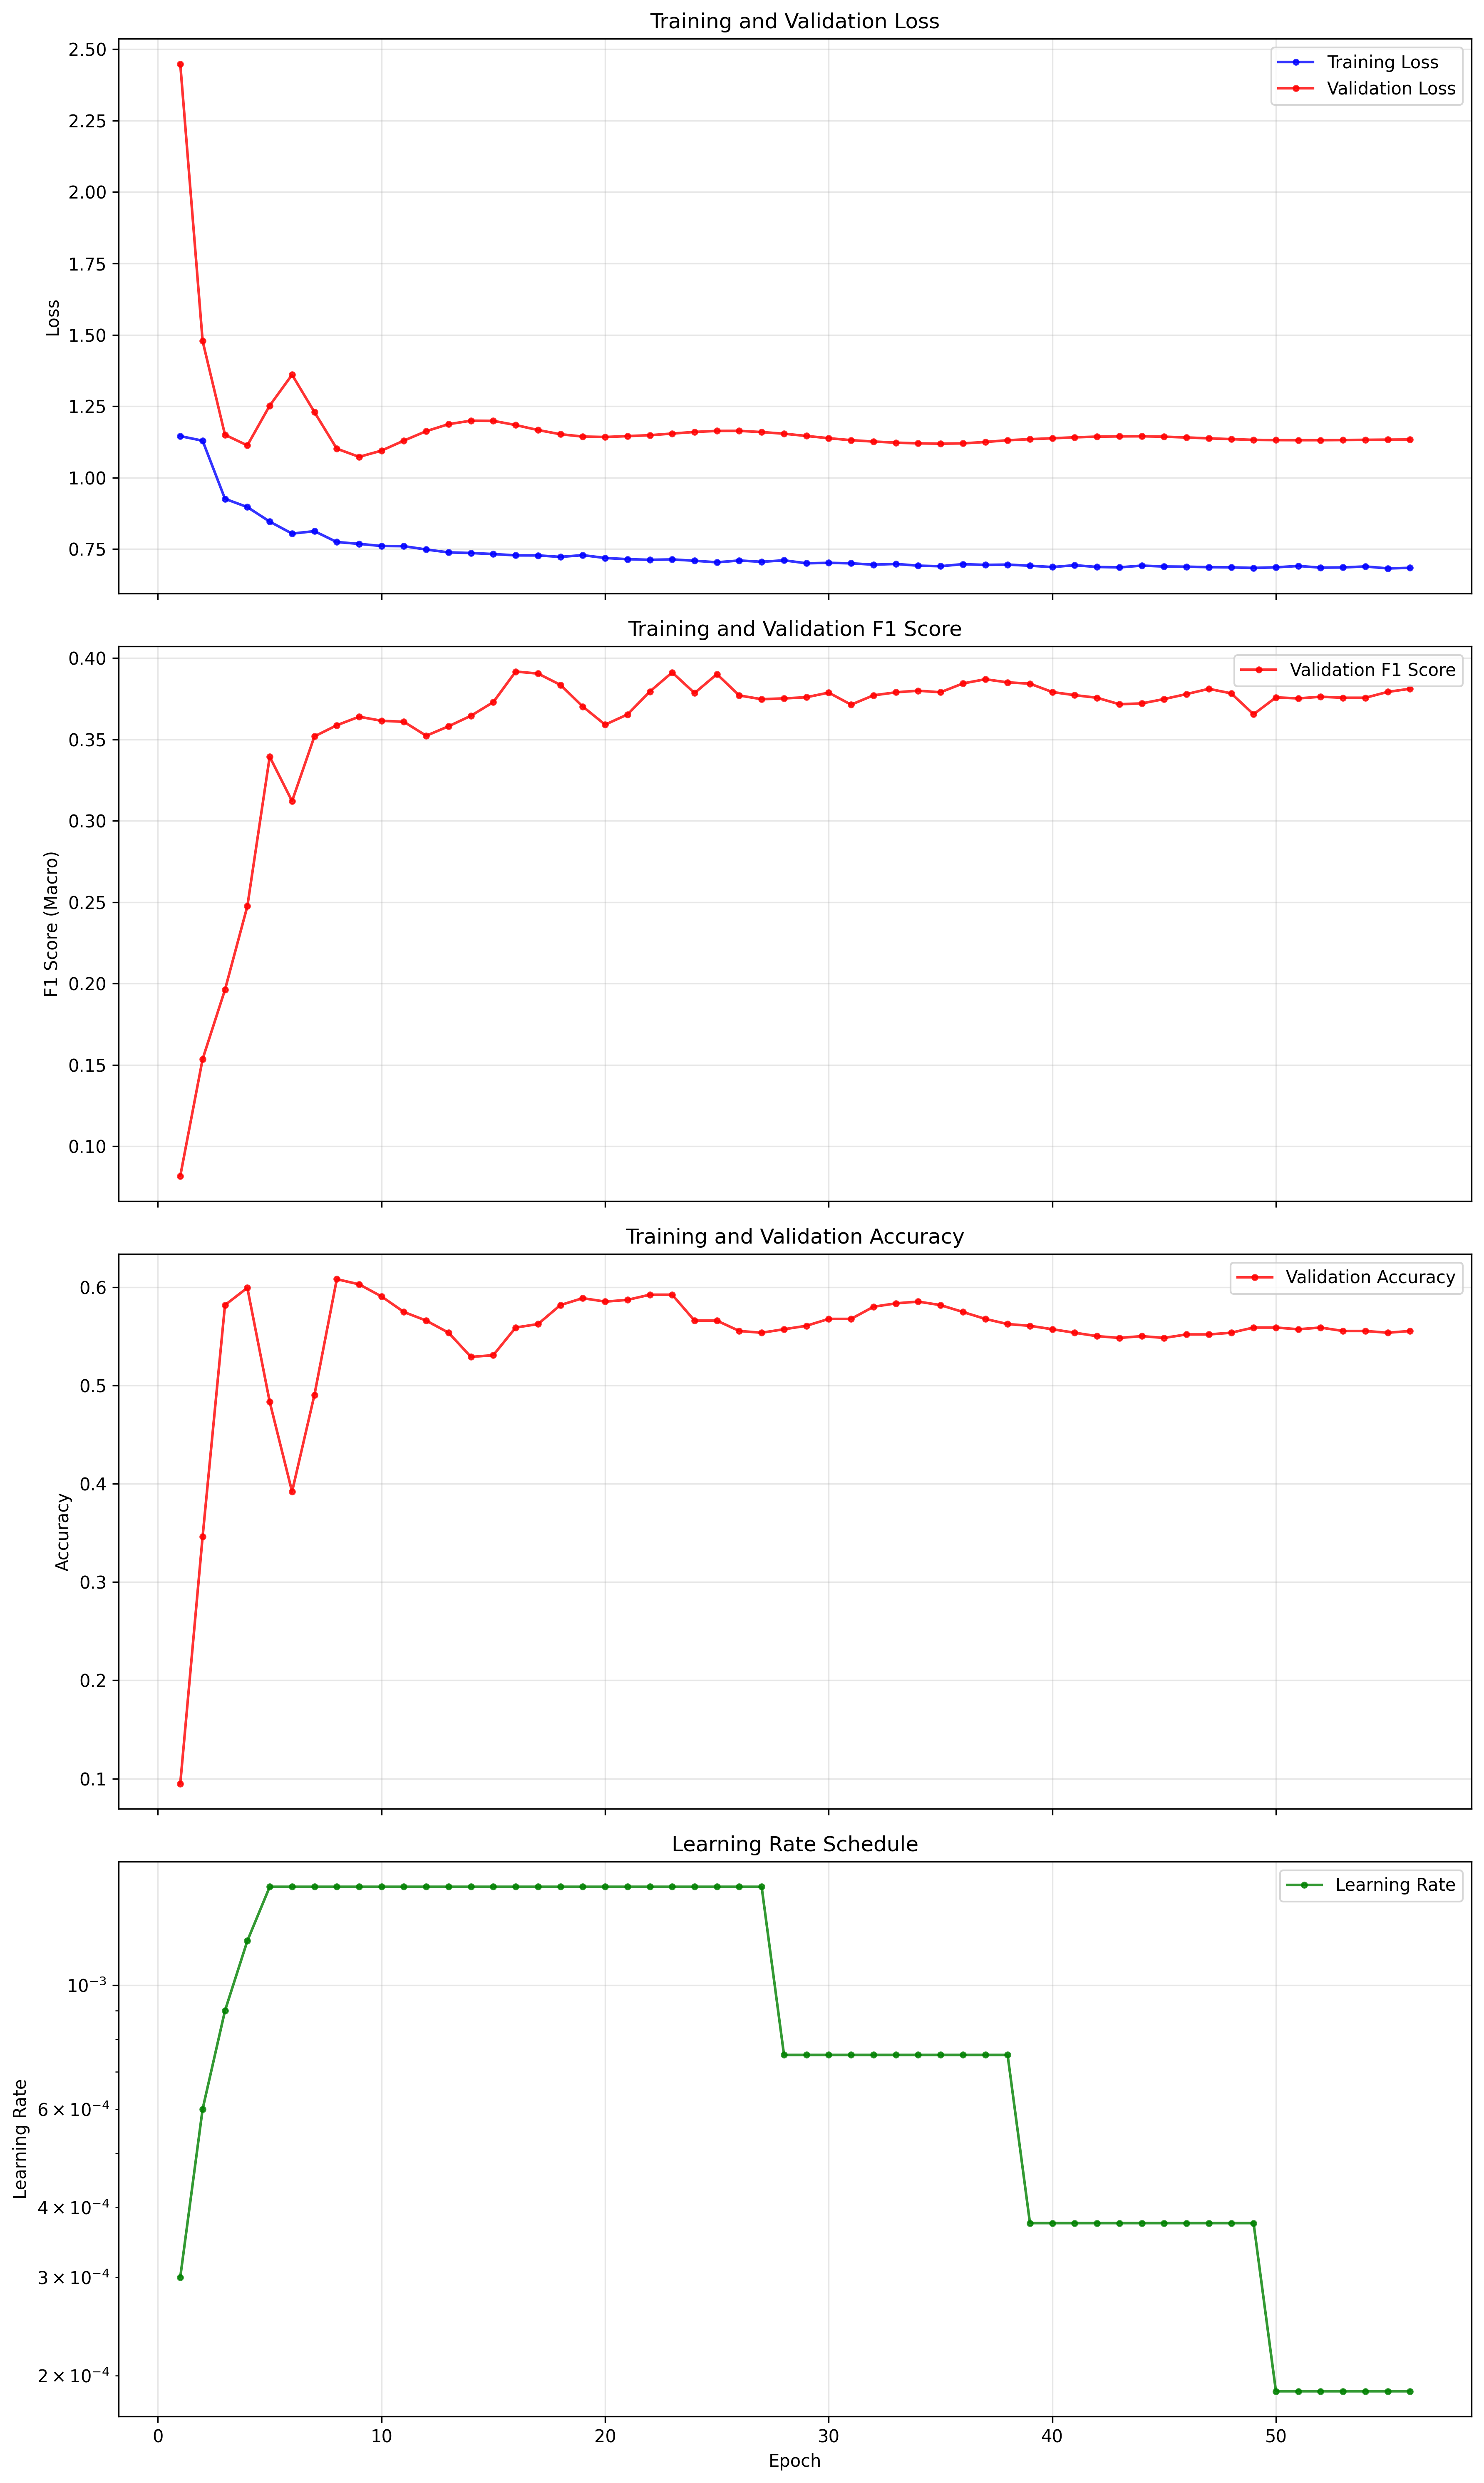 Training and Validation Loss
2.50
2.25
2.00
1.75
1.50
1.25
1.00
0.75
Loss
Training Loss
Validation Loss
Training and Validation F1 Score
0.40
0.35
0.30
0.25
0.20
0.15
0.10
F1 Score (Macro)
Validation F1 Score
Training and Validation Accuracy
0.6
0.5
0.4
0.3
0.2
0.1
Accuracy
Validation Accuracy
Learning Rate Schedule
10⁻³
6 × 10⁻⁴
4 × 10⁻⁴
3 × 10⁻⁴
2 × 10⁻⁴
Learning Rate
Learning Rate
0 10 20 30 40 50
Epoch